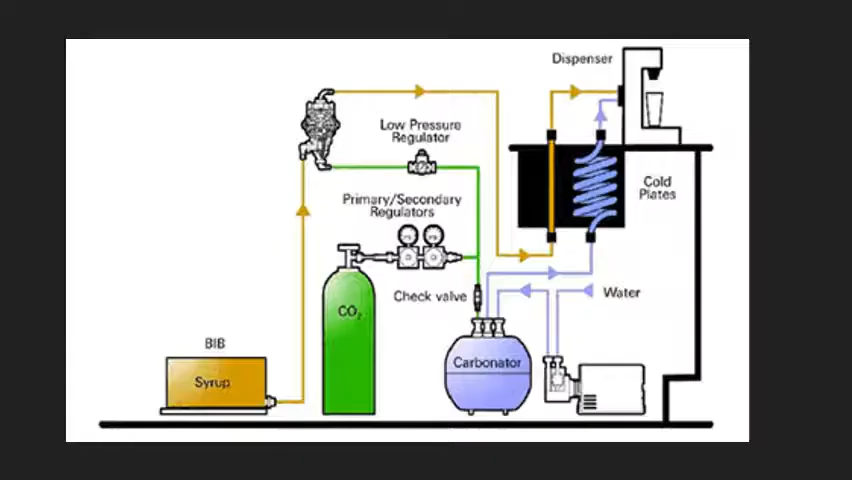 Dispenser
Low Pressure
Regulator
Cold
Plates
Primary/Secondary
Regulators
Check valve
Water
CO₂
BIB
Carbonator
Syrup